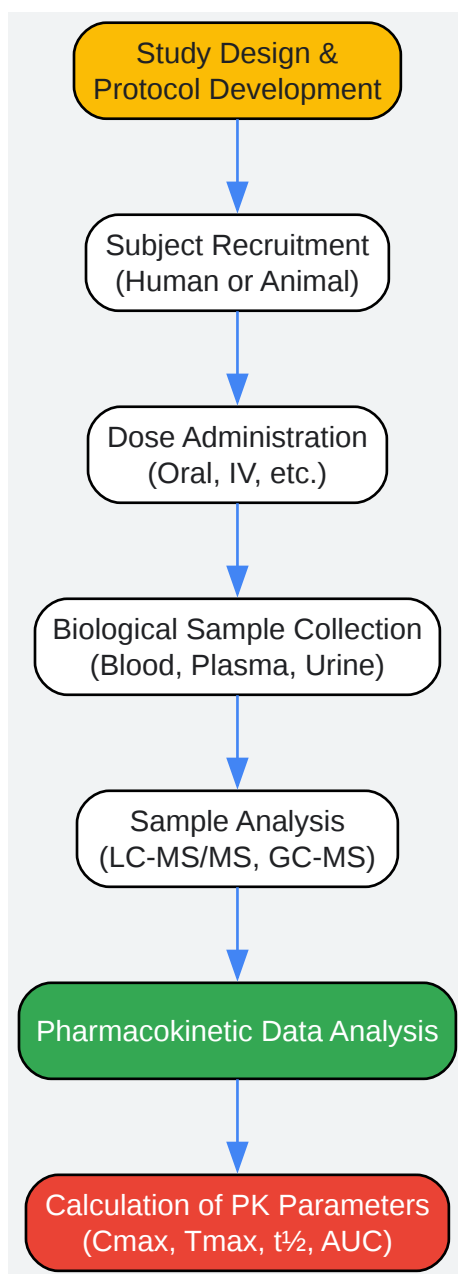 Study Design &
Protocol Development
Subject Recruitment
(Human or Animal)
Dose Administration
(Oral, IV, etc.)
Biological Sample Collection
(Blood, Plasma, Urine)
Sample Analysis
(LC-MS/MS, GC-MS)
Pharmacokinetic Data Analysis
Calculation of PK Parameters
(Cmax, Tmax, t½, AUC)